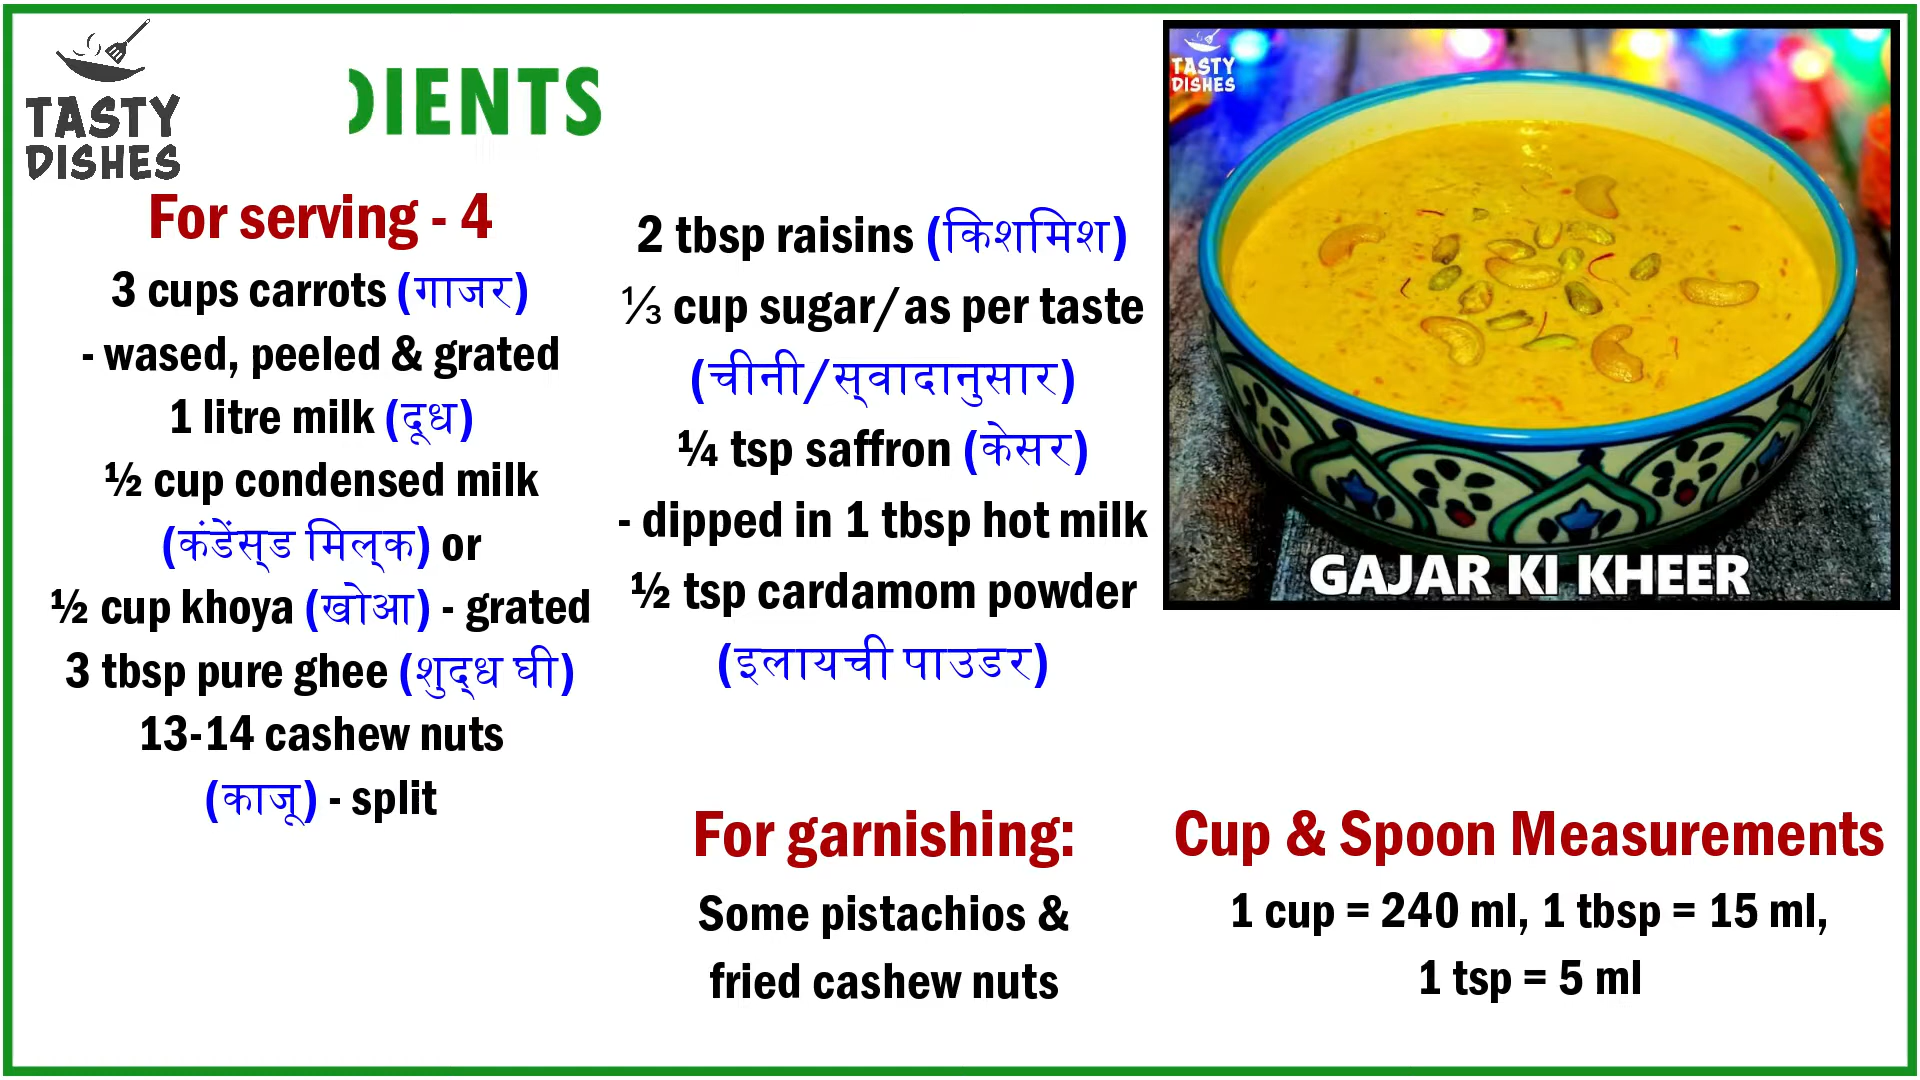 TASTY
DISHES
DIENTS
For serving - 4
3 cups carrots (गाजर)
- wased, peeled & grated
1 litre milk (दूध)
½ cup condensed milk
(कंडेंस्ड मिल्क) or
½ cup khoya (खोआ) - grated
3 tbsp pure ghee (शुद्ध घी)
13-14 cashew nuts
(काजू) - split
2 tbsp raisins (किशमिश)
⅓ cup sugar/as per taste
(चीनी/स्वादानुसार)
¼ tsp saffron (केसर)
- dipped in 1 tbsp hot milk
½ tsp cardamom powder
(इलायची पाउडर)
For garnishing:
Some pistachios &
fried cashew nuts
TASTY
DISHES
GAJAR KI KHEER
Cup & Spoon Measurements
1 cup = 240 ml, 1 tbsp = 15 ml,
1 tsp = 5 ml